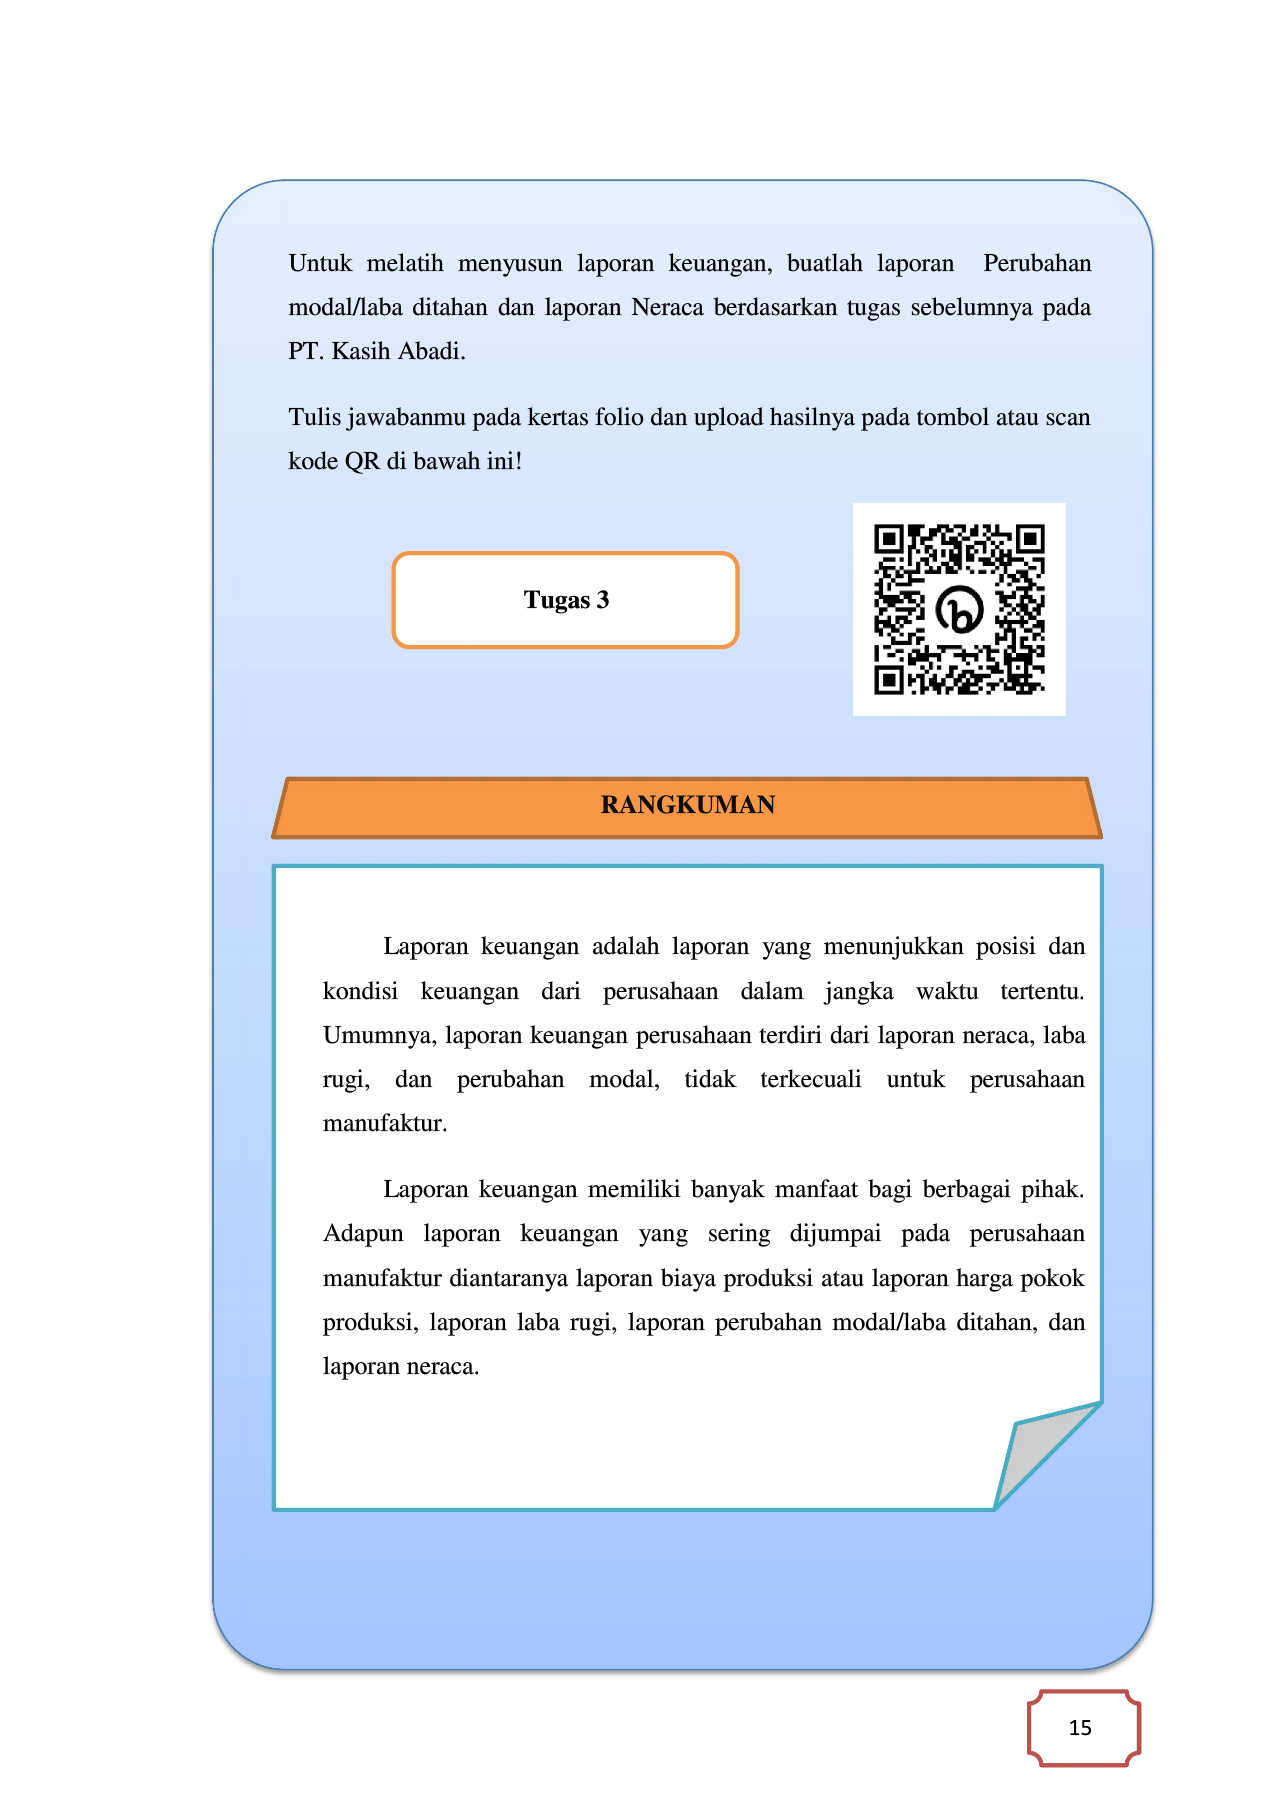 Untuk melatih menyusun laporan keuangan, buatlah laporan Perubahan
modal/laba ditahan dan laporan Neraca berdasarkan tugas sebelumnya pada
PT. Kasih Abadi.
Tulis jawabanmu pada kertas folio dan upload hasilnya pada tombol atau scan
kode QR di bawah ini!
Tugas 3
b
RANGKUMAN
Laporan keuangan adalah laporan yang menunjukkan posisi dan
kondisi keuangan dari perusahaan dalam jangka waktu tertentu.
Umumnya, laporan keuangan perusahaan terdiri dari laporan neraca, laba
rugi, dan perubahan modal, tidak terkecuali untuk perusahaan
manufaktur.
Laporan keuangan memiliki banyak manfaat bagi berbagai pihak.
Adapun laporan keuangan yang sering dijumpai pada perusahaan
manufaktur diantaranya laporan biaya produksi atau laporan harga pokok
produksi, laporan laba rugi, laporan perubahan modal/laba ditahan, dan
laporan neraca.
15